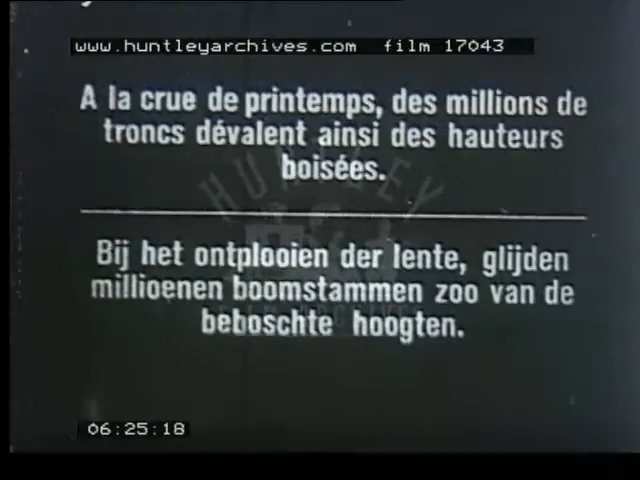 www.huntleyarchives.com film 17043
A la crue de printemps, des millions de
troncs dévalent ainsi des hauteurs
boisées.
HUNTLEY
Bij het ontplooien der lente, glijden
millioenen boomstammen zoo van de
beboschte hoogten.
06:25:18